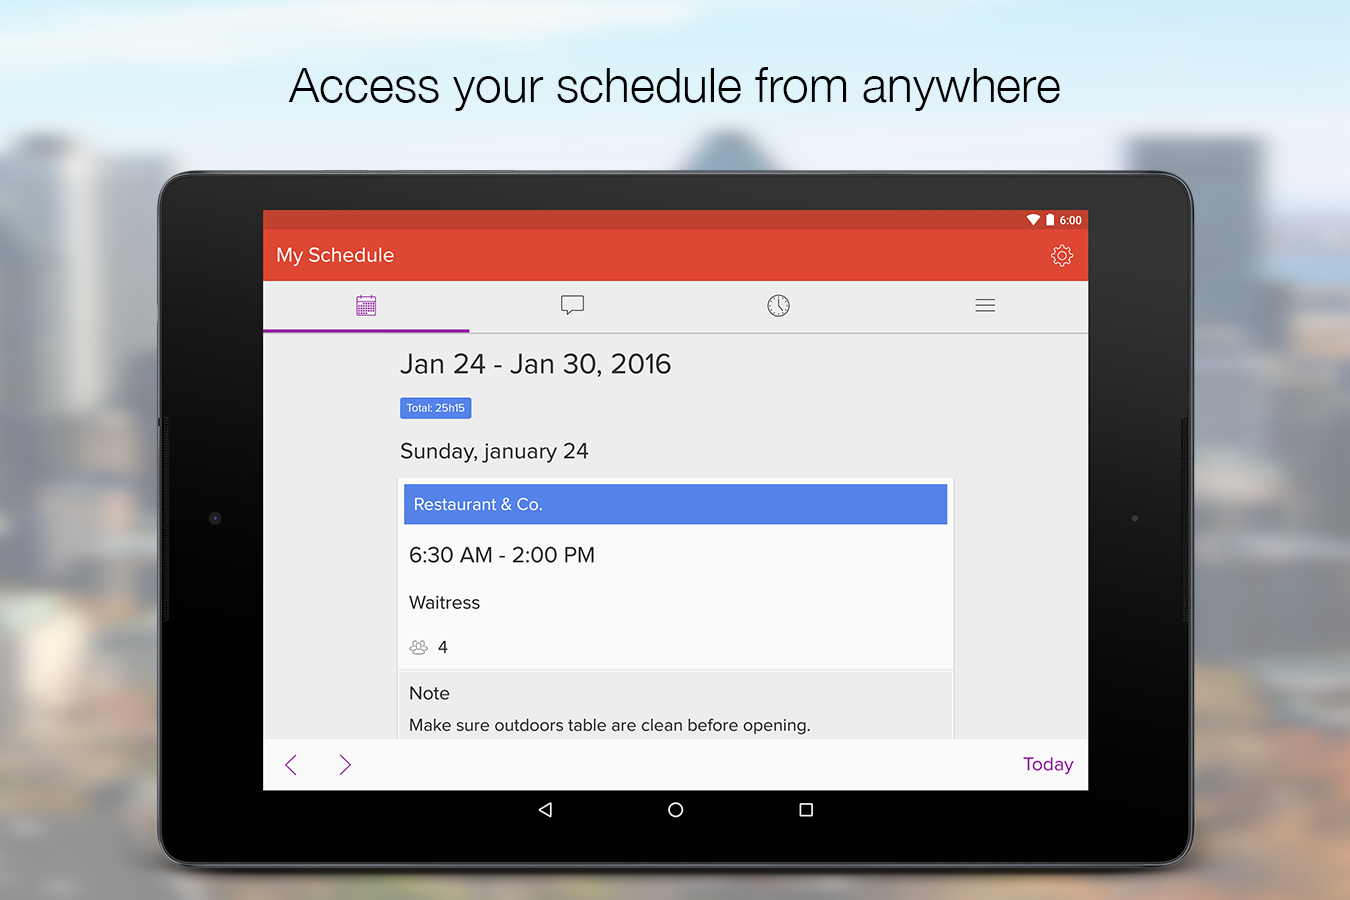 Access your schedule from anywhere
6:00
My Schedule
Jan 24 - Jan 30, 2016
Total: 25h15
Sunday, january 24
Restaurant & Co.
6:30 AM - 2:00 PM
Waitress
4
Note
Make sure outdoors table are clean before opening.
Today